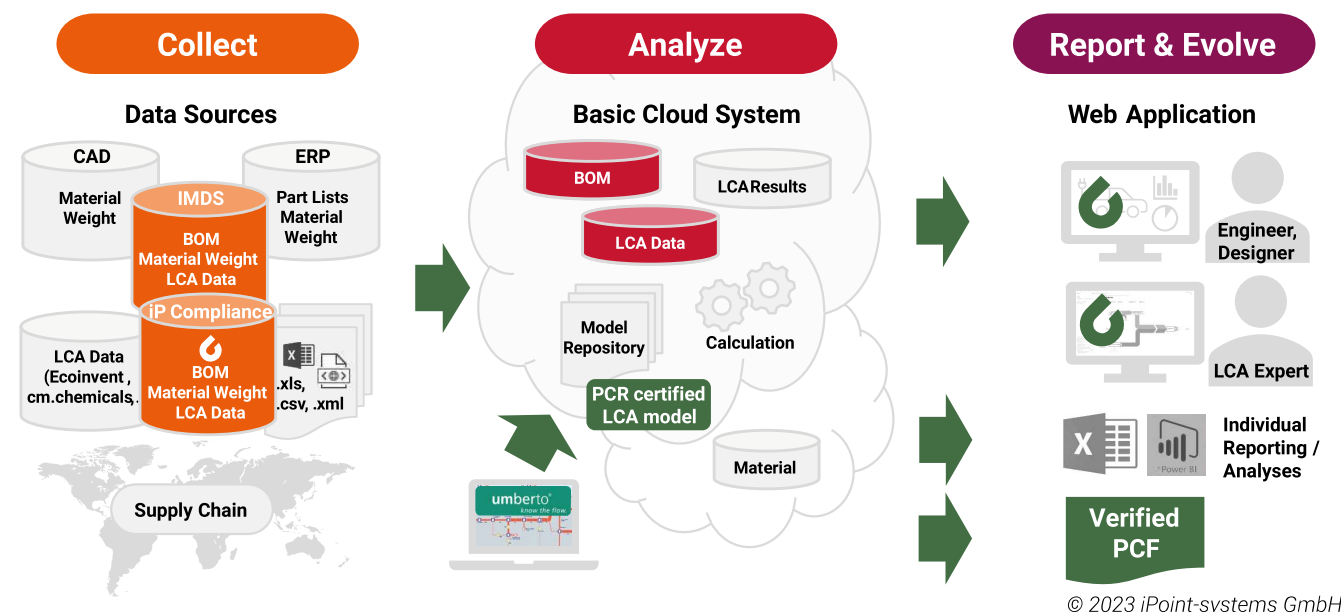 Collect
Data Sources
CAD
Material
Weight
ERP
Part Lists
Material
Weight
IMDS
BOM
Material Weight
LCA Data
iP Compliance
BOM
Material Weight
LCA Data
LCA Data
(Ecoinvent ,
cm.chemicals, .
X
.xls,
.csv, .xml
Supply Chain
Analyze
Basic Cloud System
BOM
LCA Results
LCA Data
Model
Repository
Calculation
PCR certified
LCA model
Material
umberto®
know the flow.
Report & Evolve
Web Application
Engineer,
Designer
LCA Expert
X
Power BI
Individual
Reporting /
Analyses
Verified
PCF
© 2023 iPoint-systems GmbH